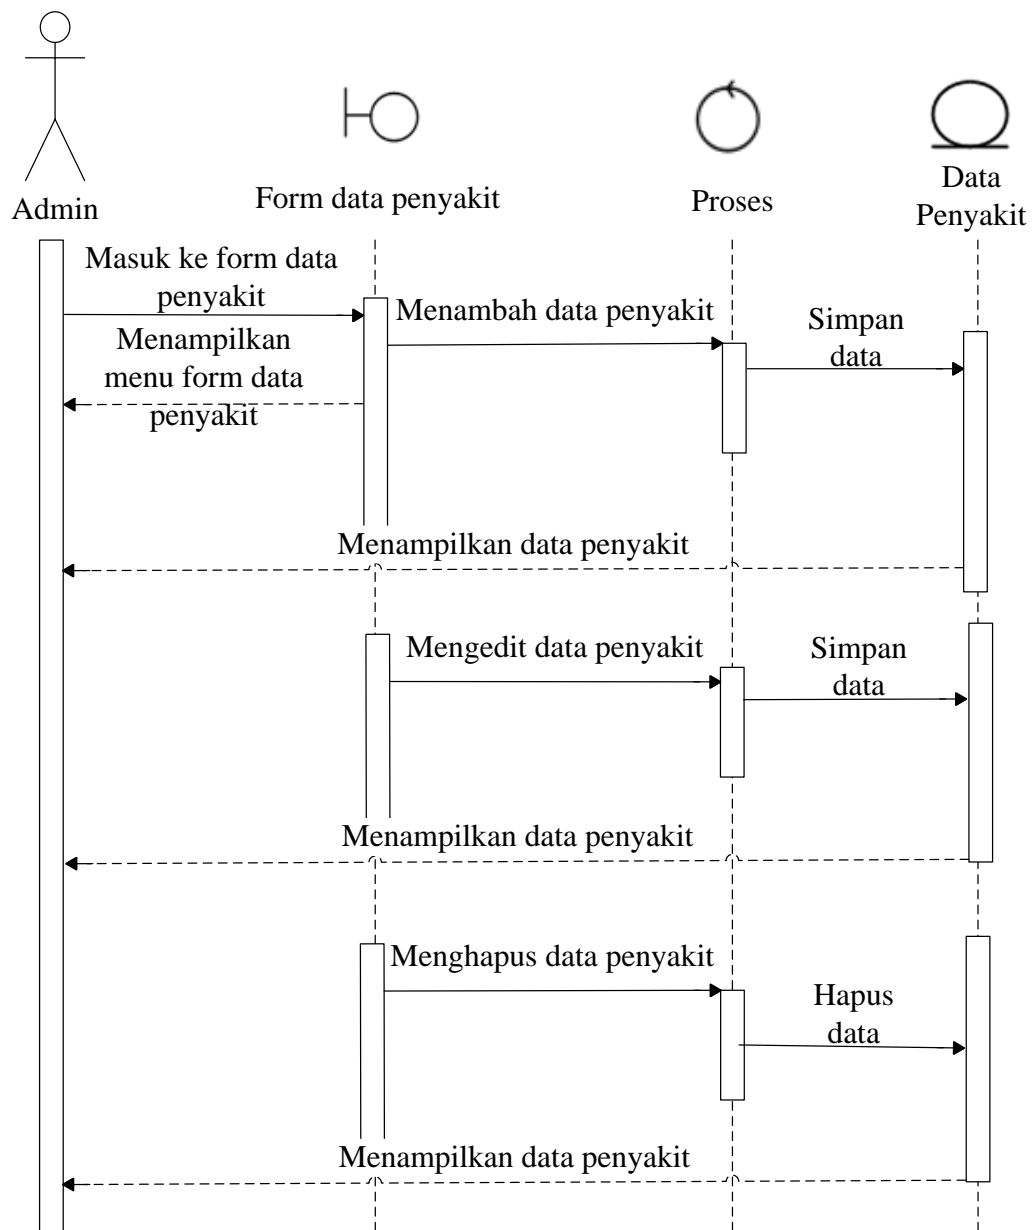 Admin
Form data penyakit
Proses
Data
Penyakit
Masuk ke form data
penyakit
Menambah data penyakit
Simpan
data
Menampilkan
menu form data
penyakit
Menampilkan data penyakit
Mengedit data penyakit
Simpan
data
Menampilkan data penyakit
Menghapus data penyakit
Hapus
data
Menampilkan data penyakit